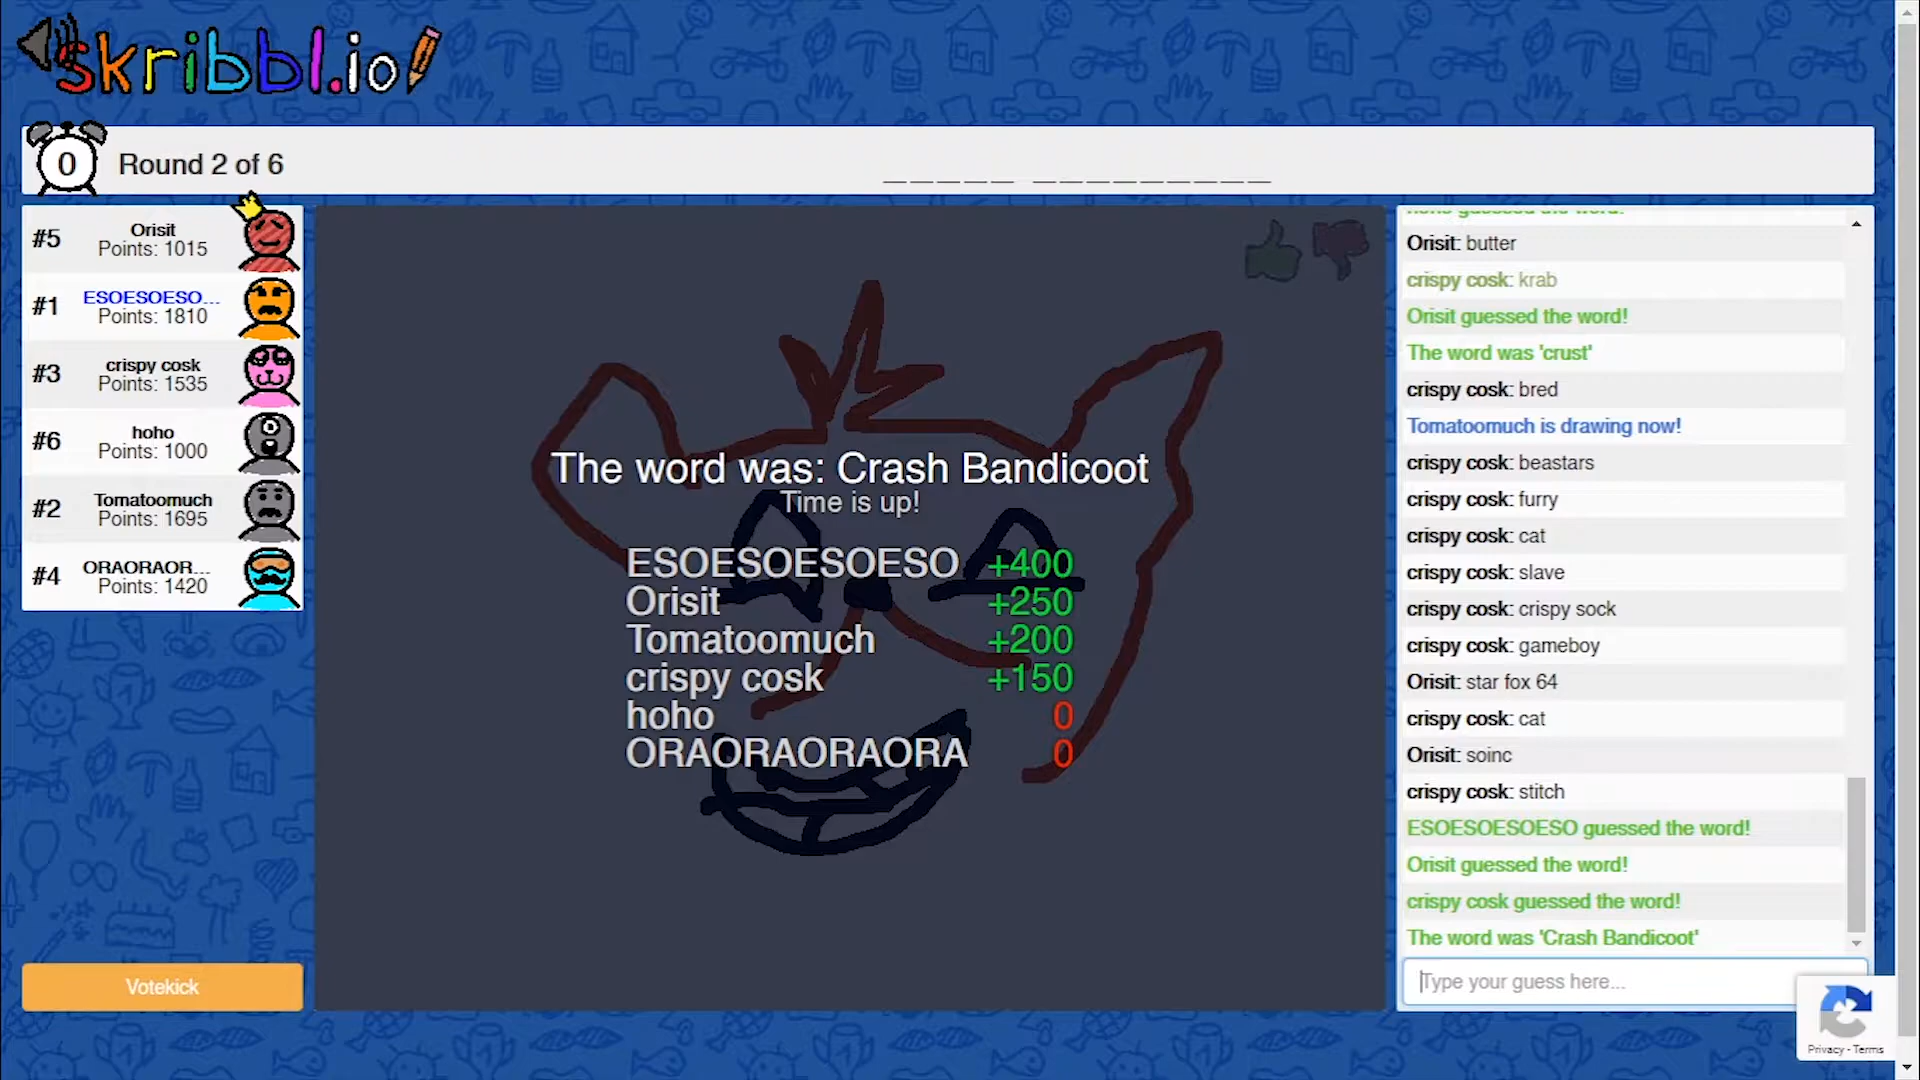 skribbl.io
0
Round 2 of 6
#5
Orisit
Points: 1015
#1
ESOESOESO...
Points: 1810
#3
crispy cosk
Points: 1535
#6
hoho
Points: 1000
#2
Tomatoomuch
Points: 1695
#4
ORAORAOR...
Points: 1420
Votekick
The word was: Crash Bandicoot
Time is up!
ESOESOESOESO +400
Orisit +250
Tomatoomuch +200
crispy cosk +150
hoho 0
ORAORAORAORA 0
hoho guessed the word!
Orisit: butter
crispy cosk: krab
Orisit guessed the word!
The word was 'crust'
crispy cosk: bred
Tomatoomuch is drawing now!
crispy cosk: beastars
crispy cosk: furry
crispy cosk: cat
crispy cosk: slave
crispy cosk: crispy sock
crispy cosk: gameboy
Orisit: star fox 64
crispy cosk: cat
Orisit: soinc
crispy cosk: stitch
ESOESOESOESO guessed the word!
Orisit guessed the word!
crispy cosk guessed the word!
The word was 'Crash Bandicoot'
Type your guess here...
Privacy - Terms